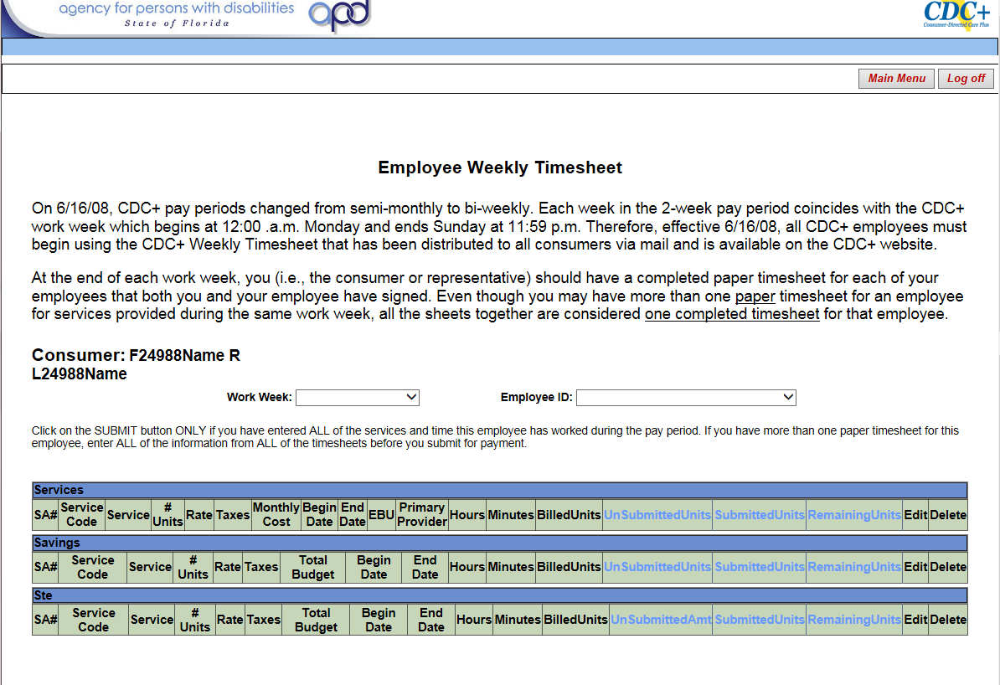 agency for persons with disabilities
State of Florida
apd
CDC+
Consumer-Directed Care Plus
Main Menu Log off
Employee Weekly Timesheet
On 6/16/08, CDC+ pay periods changed from semi-monthly to bi-weekly. Each week in the 2-week pay period coincides with the CDC+
work week which begins at 12:00 .a.m. Monday and ends Sunday at 11:59 p.m. Therefore, effective 6/16/08, all CDC+ employees must
begin using the CDC+ Weekly Timesheet that has been distributed to all consumers via mail and is available on the CDC+ website.
At the end of each work week, you (i.e., the consumer or representative) should have a completed paper timesheet for each of your
employees that both you and your employee have signed. Even though you may have more than one paper timesheet for an employee
for services provided during the same work week, all the sheets together are considered one completed timesheet for that employee.
Consumer: F24988Name R
L24988Name
Work Week: Employee ID:
Click on the SUBMIT button ONLY if you have entered ALL of the services and time this employee has worked during the pay period. If you have more than one paper timesheet for this
employee, enter ALL of the information from ALL of the timesheets before you submit for payment.
Services
SA# Service Code Service # Units Rate Taxes Monthly Cost Begin Date End Date EBU Primary Provider Hours Minutes BilledUnits UnSubmittedUnits SubmittedUnits RemainingUnits Edit Delete
Savings
SA# Service Code Service # Units Rate Taxes Total Budget Begin Date End Date Hours Minutes BilledUnits UnSubmittedUnits SubmittedUnits RemainingUnits Edit Delete
Ste
SA# Service Code Service # Units Rate Taxes Total Budget Begin Date End Date Hours Minutes BilledUnits UnSubmittedAmt SubmittedUnits RemainingUnits Edit Delete